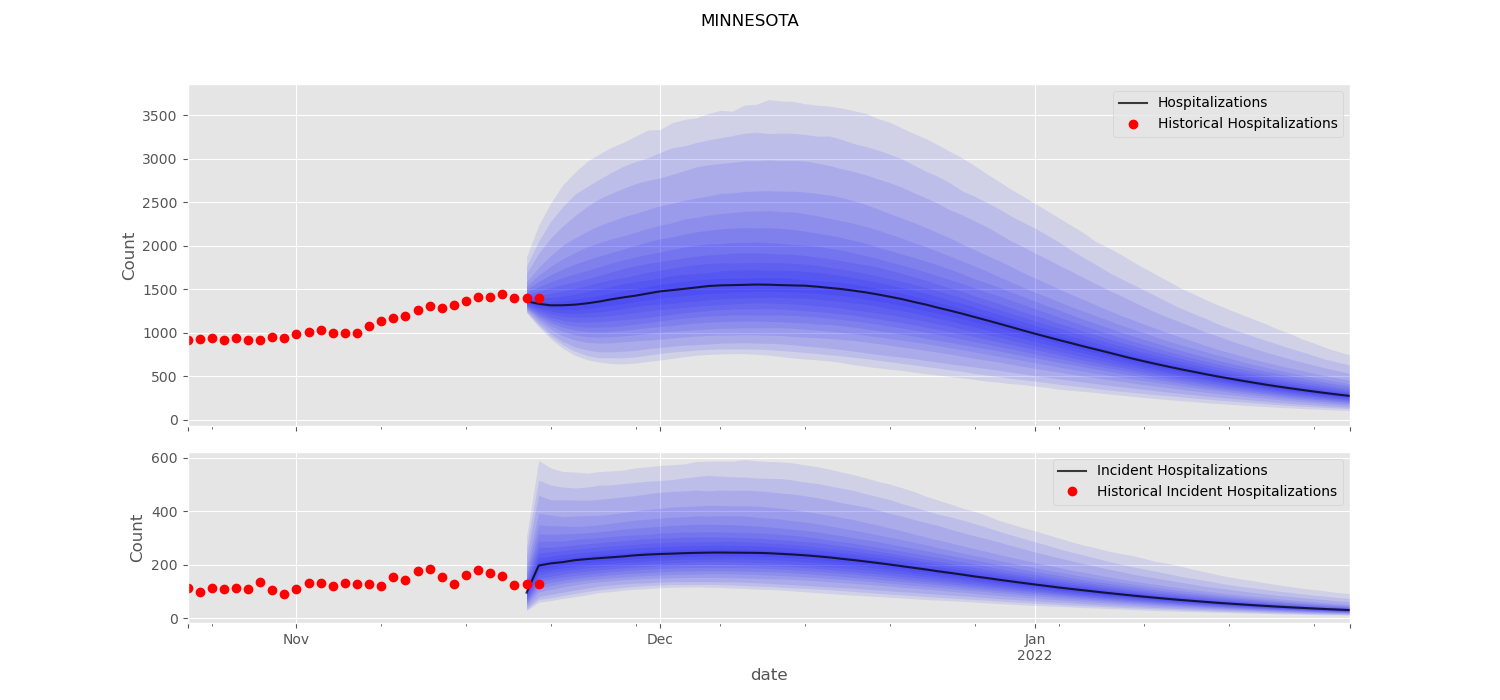 MINNESOTA
Hospitalizations
Historical Hospitalizations
3500
3000
2500
2000
1500
1000
500
0
Count
Incident Hospitalizations
Historical Incident Hospitalizations
600
400
200
0
Count
Nov
Dec
Jan
2022
date